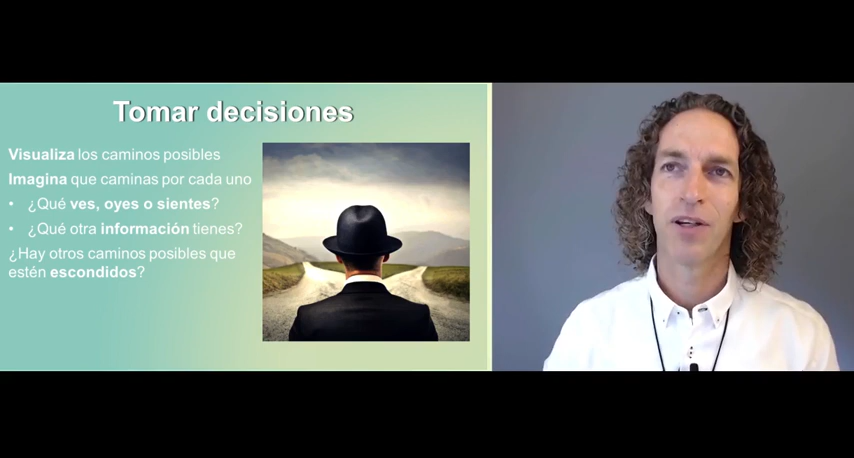 Tomar decisiones
Visualiza los caminos posibles
Imagina que caminas por cada uno
• ¿Qué ves, oyes o sientes?
• ¿Qué otra información tienes?
¿Hay otros caminos posibles que
estén escondidos?